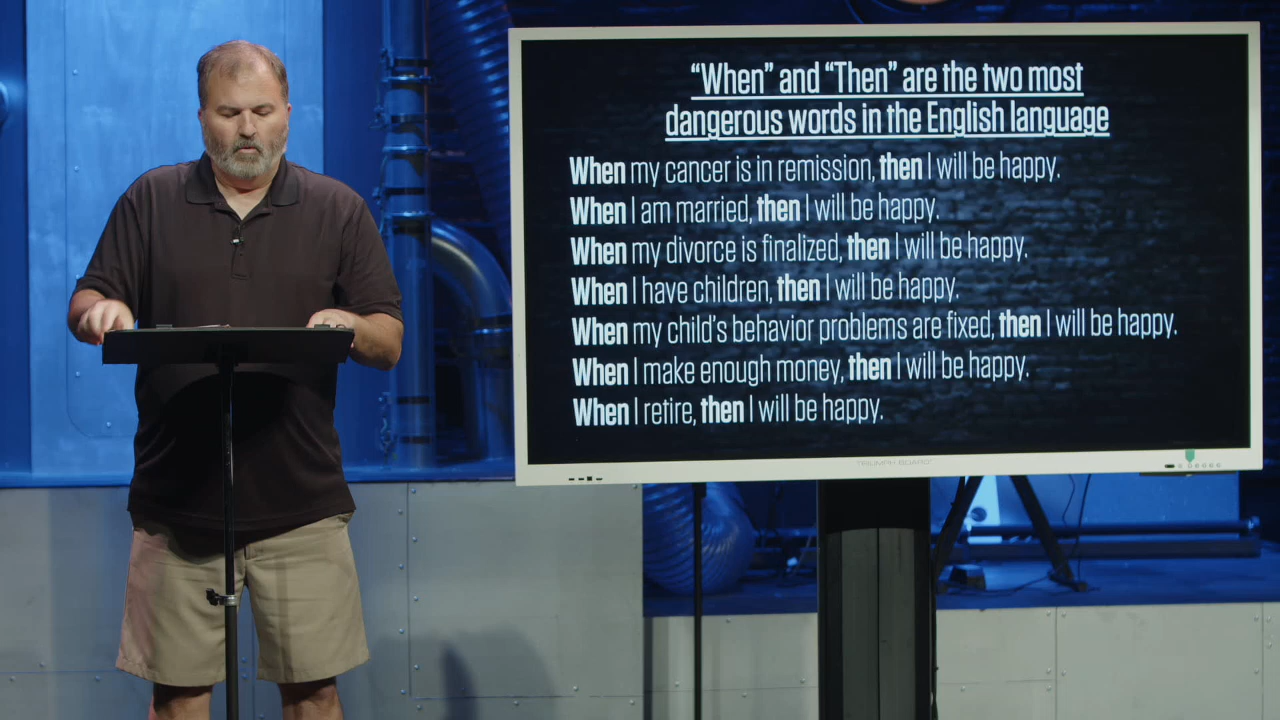 “When” and “Then” are the two most
dangerous words in the English language
When my cancer is in remission, then I will be happy.
When I am married, then I will be happy.
When my divorce is finalized, then I will be happy.
When I have children, then I will be happy.
When my child’s behavior problems are fixed, then I will be happy.
When I make enough money, then I will be happy.
When I retire, then I will be happy.
TRIUMPH BOARD